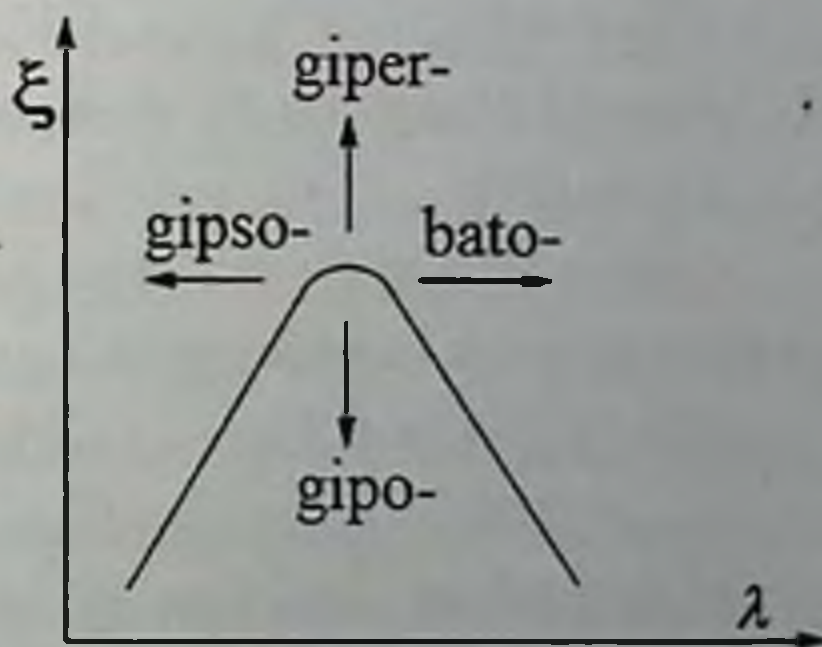 ξ
giper-
gipso- bato-
gipo-
λ